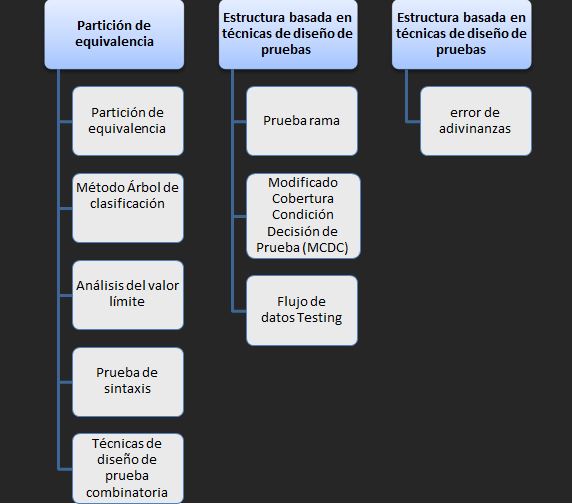 Partición de
equivalencia
Partición de
equivalencia
Método Árbol de
clasificación
Análisis del valor
límite
Prueba de
sintaxis
Técnicas de
diseño de
prueba
combinatoria
Estructura basada en
técnicas de diseño de
pruebas
Prueba rama
Modificado
Cobertura
Condición
Decisión de
Prueba (MCDC)
Flujo de
datos Testing
Estructura basada en
técnicas de diseño de
pruebas
error de
adivinanzas